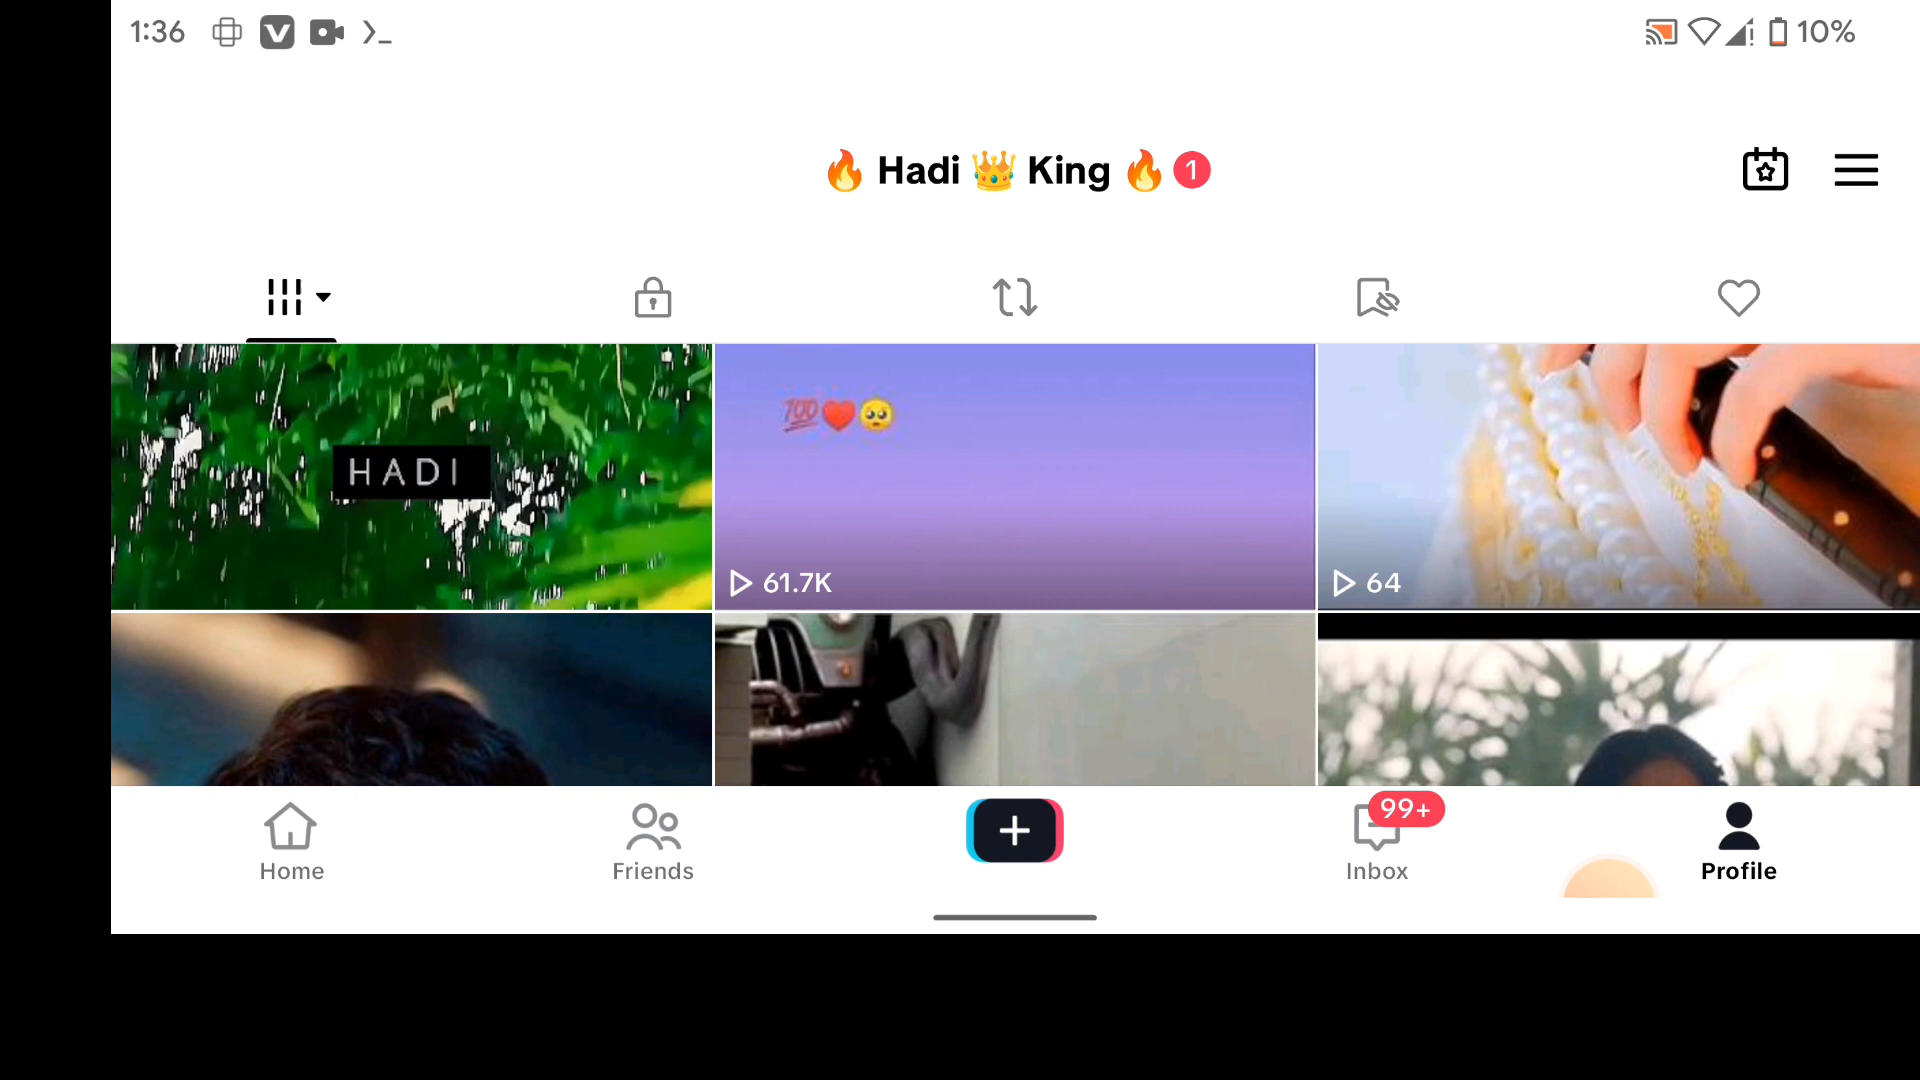 1:36
10%
🔥 Hadi 👑 King 🔥 1
HADI
💯❤️🥺
61.7K
64
99+
Home
Friends
Inbox
Profile